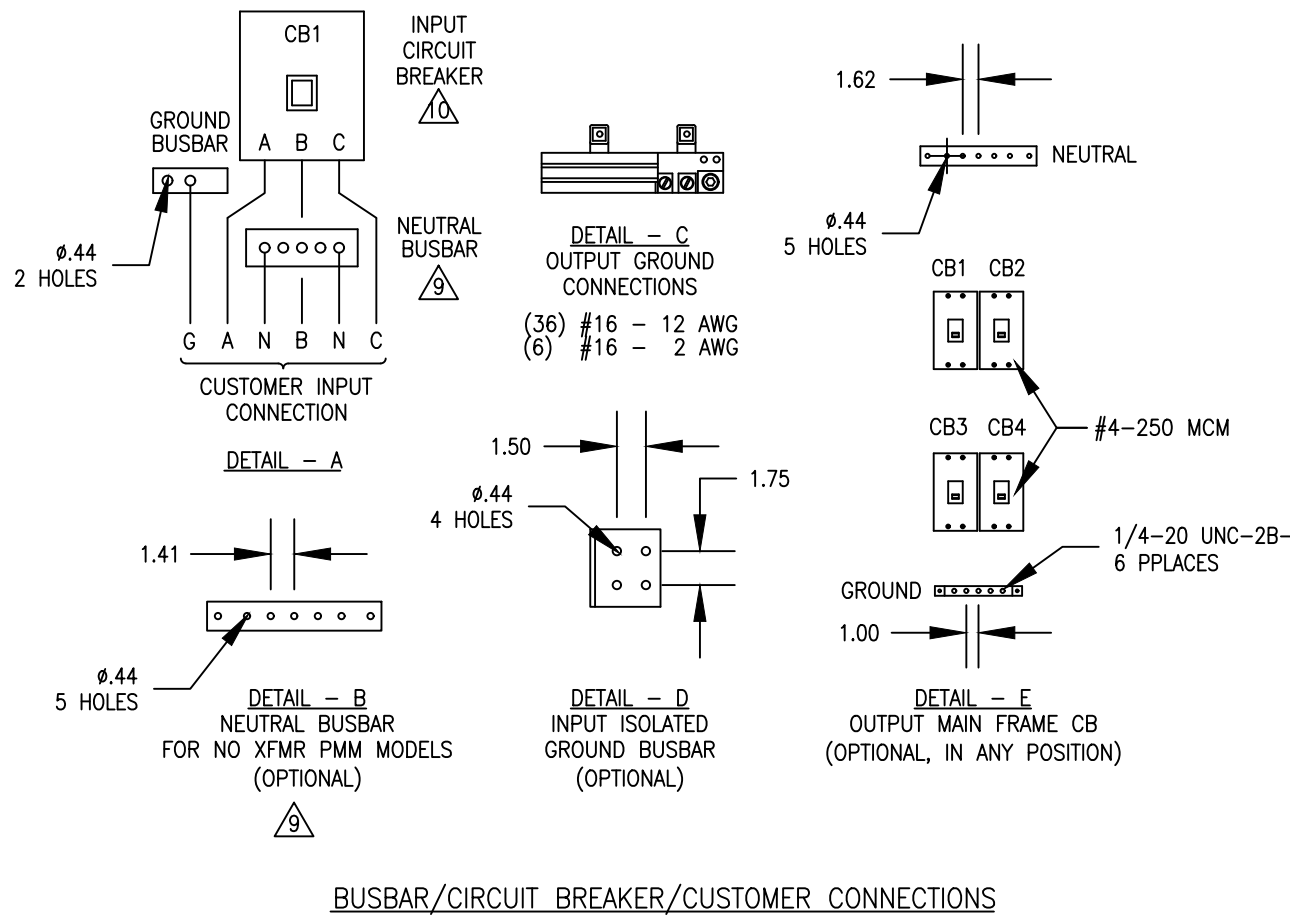 CB1
INPUT
CIRCUIT
BREAKER
10
GROUND
BUSBAR
A B C
ø.44
2 HOLES
NEUTRAL
BUSBAR
9
G A N B N C
CUSTOMER INPUT
CONNECTION
DETAIL - A
DETAIL - C
OUTPUT GROUND
CONNECTIONS
(36) #16 - 12 AWG
(6) #16 - 2 AWG
1.62
NEUTRAL
ø.44
5 HOLES
CB1 CB2
CB3 CB4
#4-250 MCM
1/4-20 UNC-2B-
6 PPLACES
GROUND
1.00
DETAIL - E
OUTPUT MAIN FRAME CB
(OPTIONAL, IN ANY POSITION)
1.41
ø.44
5 HOLES
DETAIL - B
NEUTRAL BUSBAR
FOR NO XFMR PMM MODELS
(OPTIONAL)
9
1.50
1.75
ø.44
4 HOLES
DETAIL - D
INPUT ISOLATED
GROUND BUSBAR
(OPTIONAL)
BUSBAR/CIRCUIT BREAKER/CUSTOMER CONNECTIONS